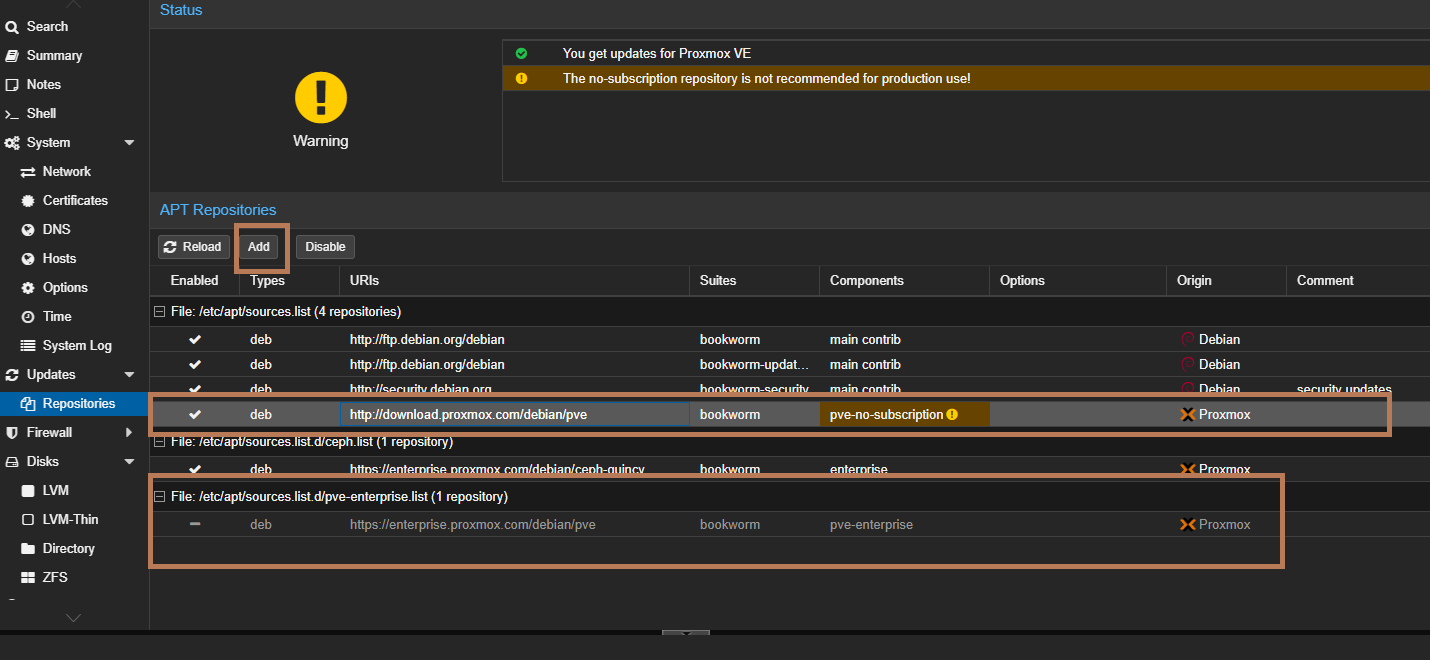 Status
Search
Summary
Notes
Shell
System
Network
Certificates
DNS
Hosts
Options
Time
System Log
Updates
Repositories
Firewall
Disks
LVM
LVM-Thin
Directory
ZFS
Warning
You get updates for Proxmox VE
The no-subscription repository is not recommended for production use!
APT Repositories
Reload Add Disable
Enabled Types URIs Suites Components Options Origin Comment
File: /etc/apt/sources.list (4 repositories)
deb http://ftp.debian.org/debian bookworm main contrib Debian
deb http://ftp.debian.org/debian bookworm-updat... main contrib Debian
deb http://security.debian.org bookworm-security main contrib Debian security updates
deb http://download.proxmox.com/debian/pve bookworm pve-no-subscription Proxmox
File: /etc/apt/sources.list.d/ceph.list (1 repository)
deb https://enterprise.proxmox.com/debian/ceph-quincy bookworm enterprise Proxmox
File: /etc/apt/sources.list.d/pve-enterprise.list (1 repository)
deb https://enterprise.proxmox.com/debian/pve bookworm pve-enterprise Proxmox